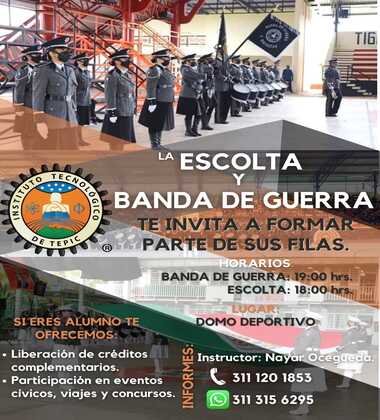 TIG
LA ESCOLTA
Y
BANDA DE GUERRA
TE INVITA A FORMAR
PARTE DE SUS FILAS.
INSTITUTO TECNOLÓGICO
DE TEPIC
®
HORARIOS
BANDA DE GUERRA: 19:00 hrs.
ESCOLTA: 18:00 hrs.
LUGAR:
DOMO DEPORTIVO
SI ERES ALUMNO TE
OFRECEMOS:
• Liberación de créditos
complementarios.
• Participación en eventos
cívicos, viajes y concursos.
INFORMES:
Instructor: Nayar Ocegueda.
311 120 1853
311 315 6295